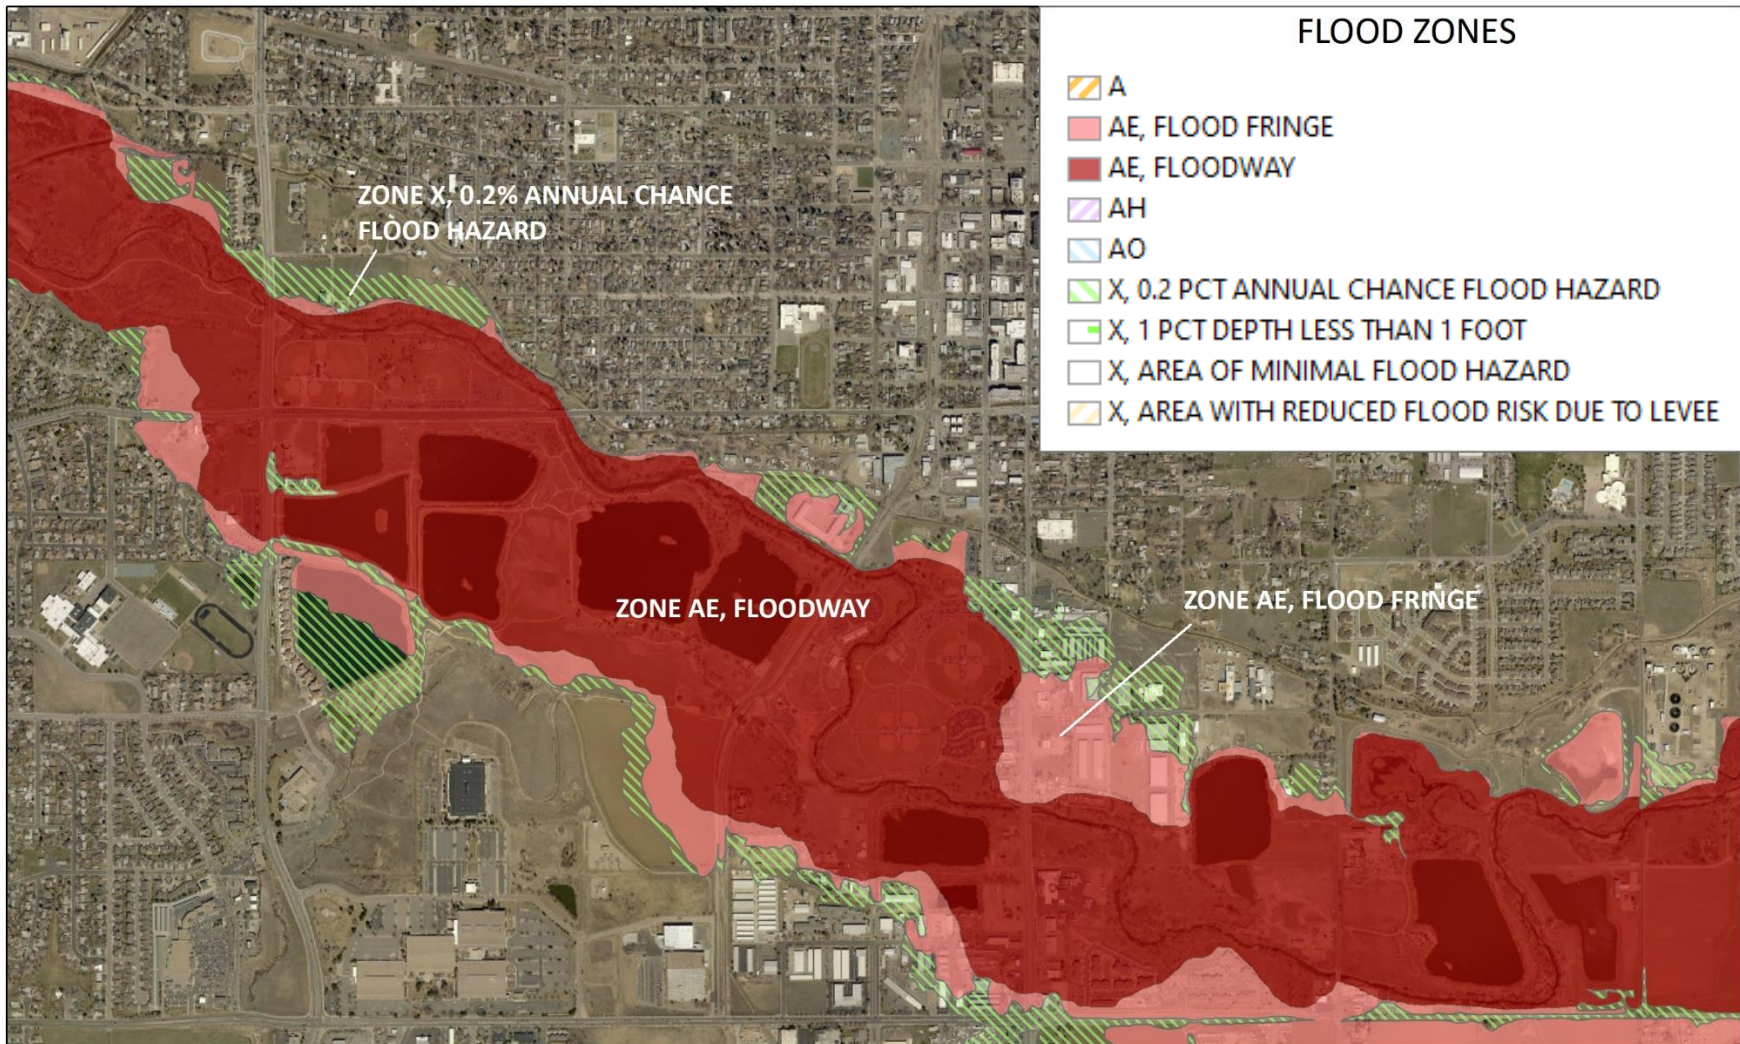 FLOOD ZONES
A
AE, FLOOD FRINGE
AE, FLOODWAY
AH
AO
X, 0.2 PCT ANNUAL CHANCE FLOOD HAZARD
X, 1 PCT DEPTH LESS THAN 1 FOOT
X, AREA OF MINIMAL FLOOD HAZARD
X, AREA WITH REDUCED FLOOD RISK DUE TO LEVEE
ZONE X, 0.2% ANNUAL CHANCE
FLOOD HAZARD
ZONE AE, FLOODWAY
ZONE AE, FLOOD FRINGE